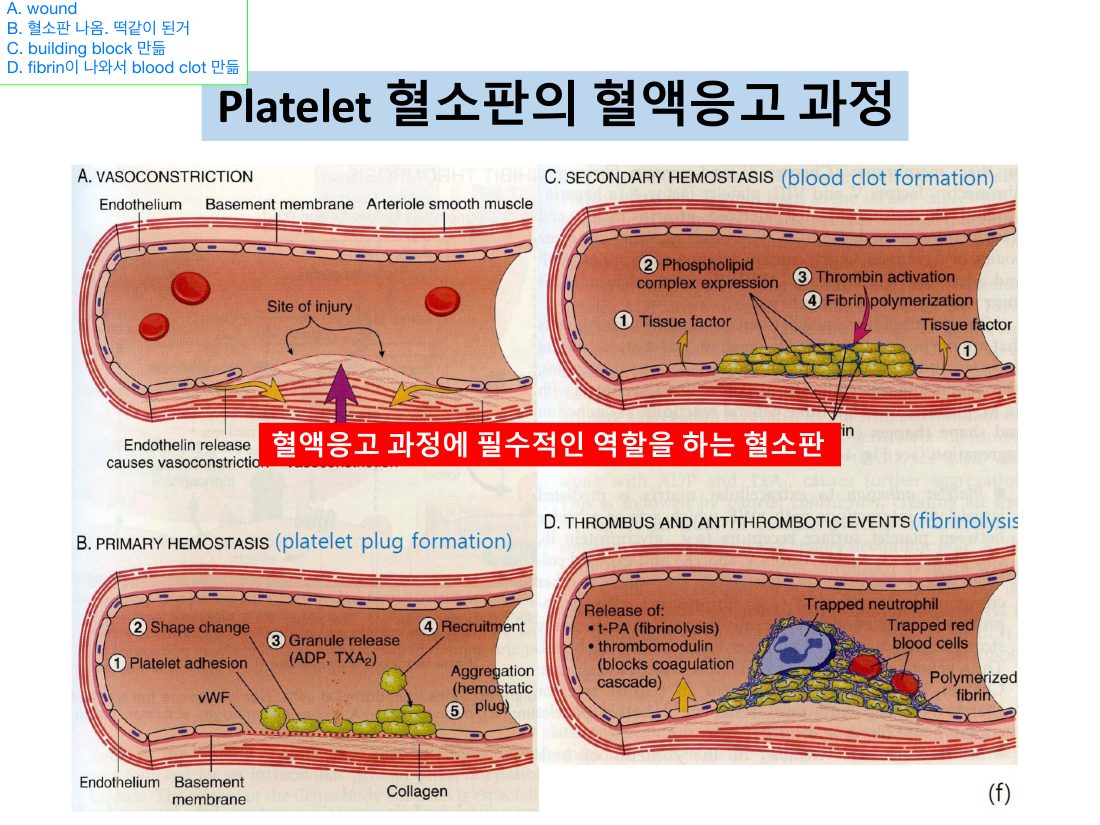 A. wound
B. 혈소판 나옴. 떡같이 된거
C. building block 만듦
D. fibrin이 나와서 blood clot 만듦
Platelet 혈소판의 혈액응고 과정
A. VASOCONSTRICTION
Endothelium
Basement membrane
Arteriole smooth muscle
Site of injury
Endothelin release
causes vasoconstriction
혈액응고 과정에 필수적인 역할을 하는 혈소판
B. PRIMARY HEMOSTASIS (platelet plug formation)
② Shape change
③ Granule release
(ADP, TXA₂)
④ Recruitment
① Platelet adhesion
vWF
Aggregation
(hemostatic
plug)
⑤
Endothelium
Basement
membrane
Collagen
C. SECONDARY HEMOSTASIS (blood clot formation)
② Phospholipid
complex expression
③ Thrombin activation
④ Fibrin polymerization
① Tissue factor
Tissue factor
①
D. THROMBUS AND ANTITHROMBOTIC EVENTS (fibrinolysis
Release of:
• t-PA (fibrinolysis)
• thrombomodulin
(blocks coagulation
cascade)
Trapped neutrophil
Trapped red
blood cells
Polymerized
fibrin
(f)